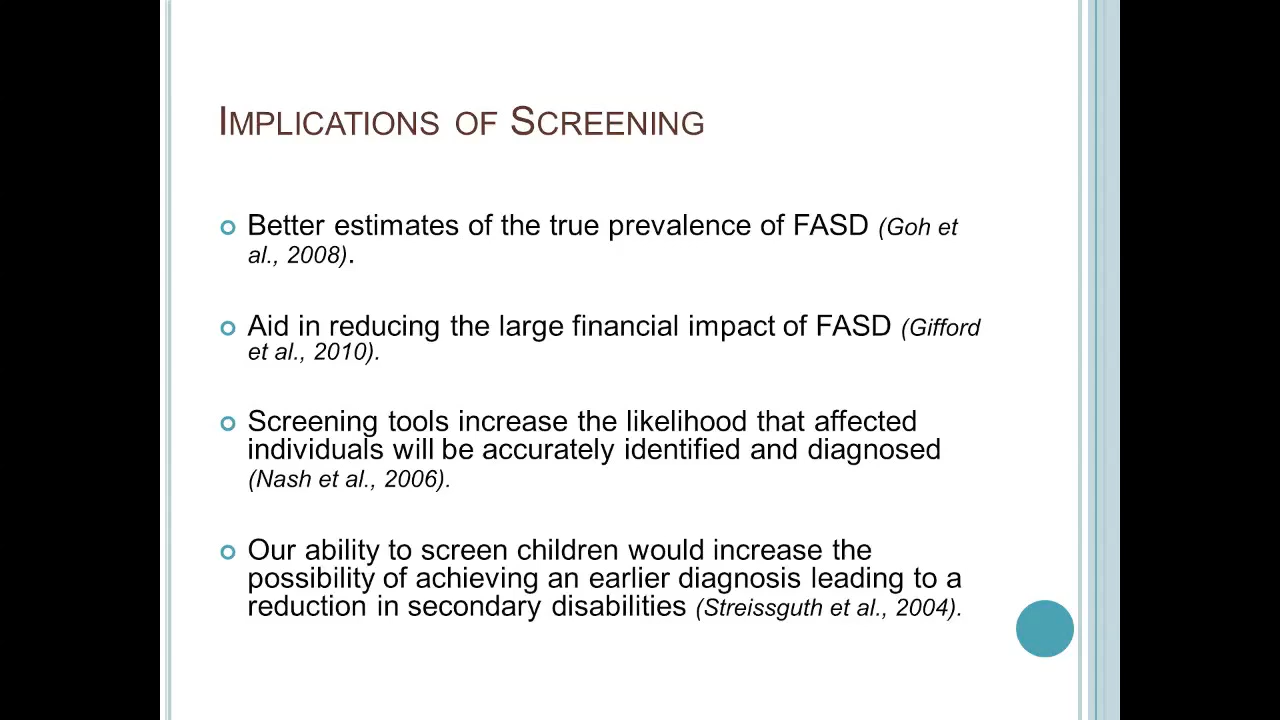 IMPLICATIONS OF SCREENING
Better estimates of the true prevalence of FASD (Goh et
al., 2008).
Aid in reducing the large financial impact of FASD (Gifford
et al., 2010).
Screening tools increase the likelihood that affected
individuals will be accurately identified and diagnosed
(Nash et al., 2006).
Our ability to screen children would increase the
possibility of achieving an earlier diagnosis leading to a
reduction in secondary disabilities (Streissguth et al., 2004).